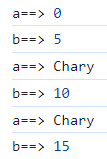 a==> 0
b==> 5
a==> Chary
b==> 10
a==> Chary
b==> 15